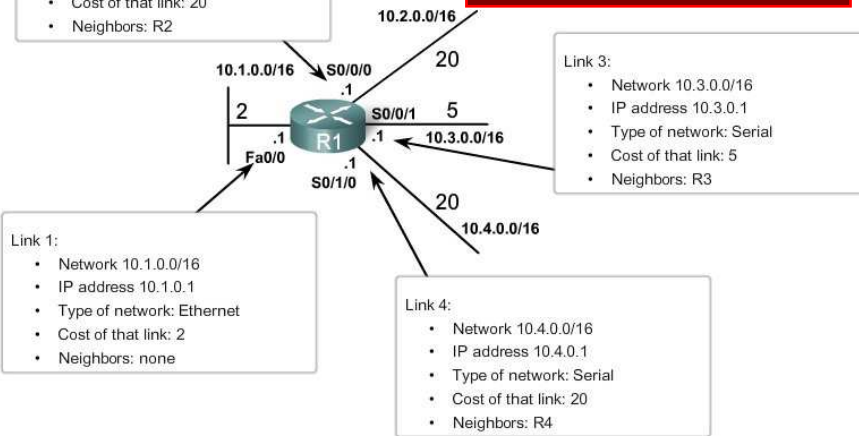 Cost of that link: 20
Neighbors: R2
10.2.0.0/16
20
10.1.0.0/16
S0/0/0
.1
2
S0/0/1
5
R1
.1
10.3.0.0/16
.1
Fa0/0
.1
S0/1/0
20
10.4.0.0/16
Link 3:
Network 10.3.0.0/16
IP address 10.3.0.1
Type of network: Serial
Cost of that link: 5
Neighbors: R3
Link 1:
Network 10.1.0.0/16
IP address 10.1.0.1
Type of network: Ethernet
Cost of that link: 2
Neighbors: none
Link 4:
Network 10.4.0.0/16
IP address 10.4.0.1
Type of network: Serial
Cost of that link: 20
Neighbors: R4